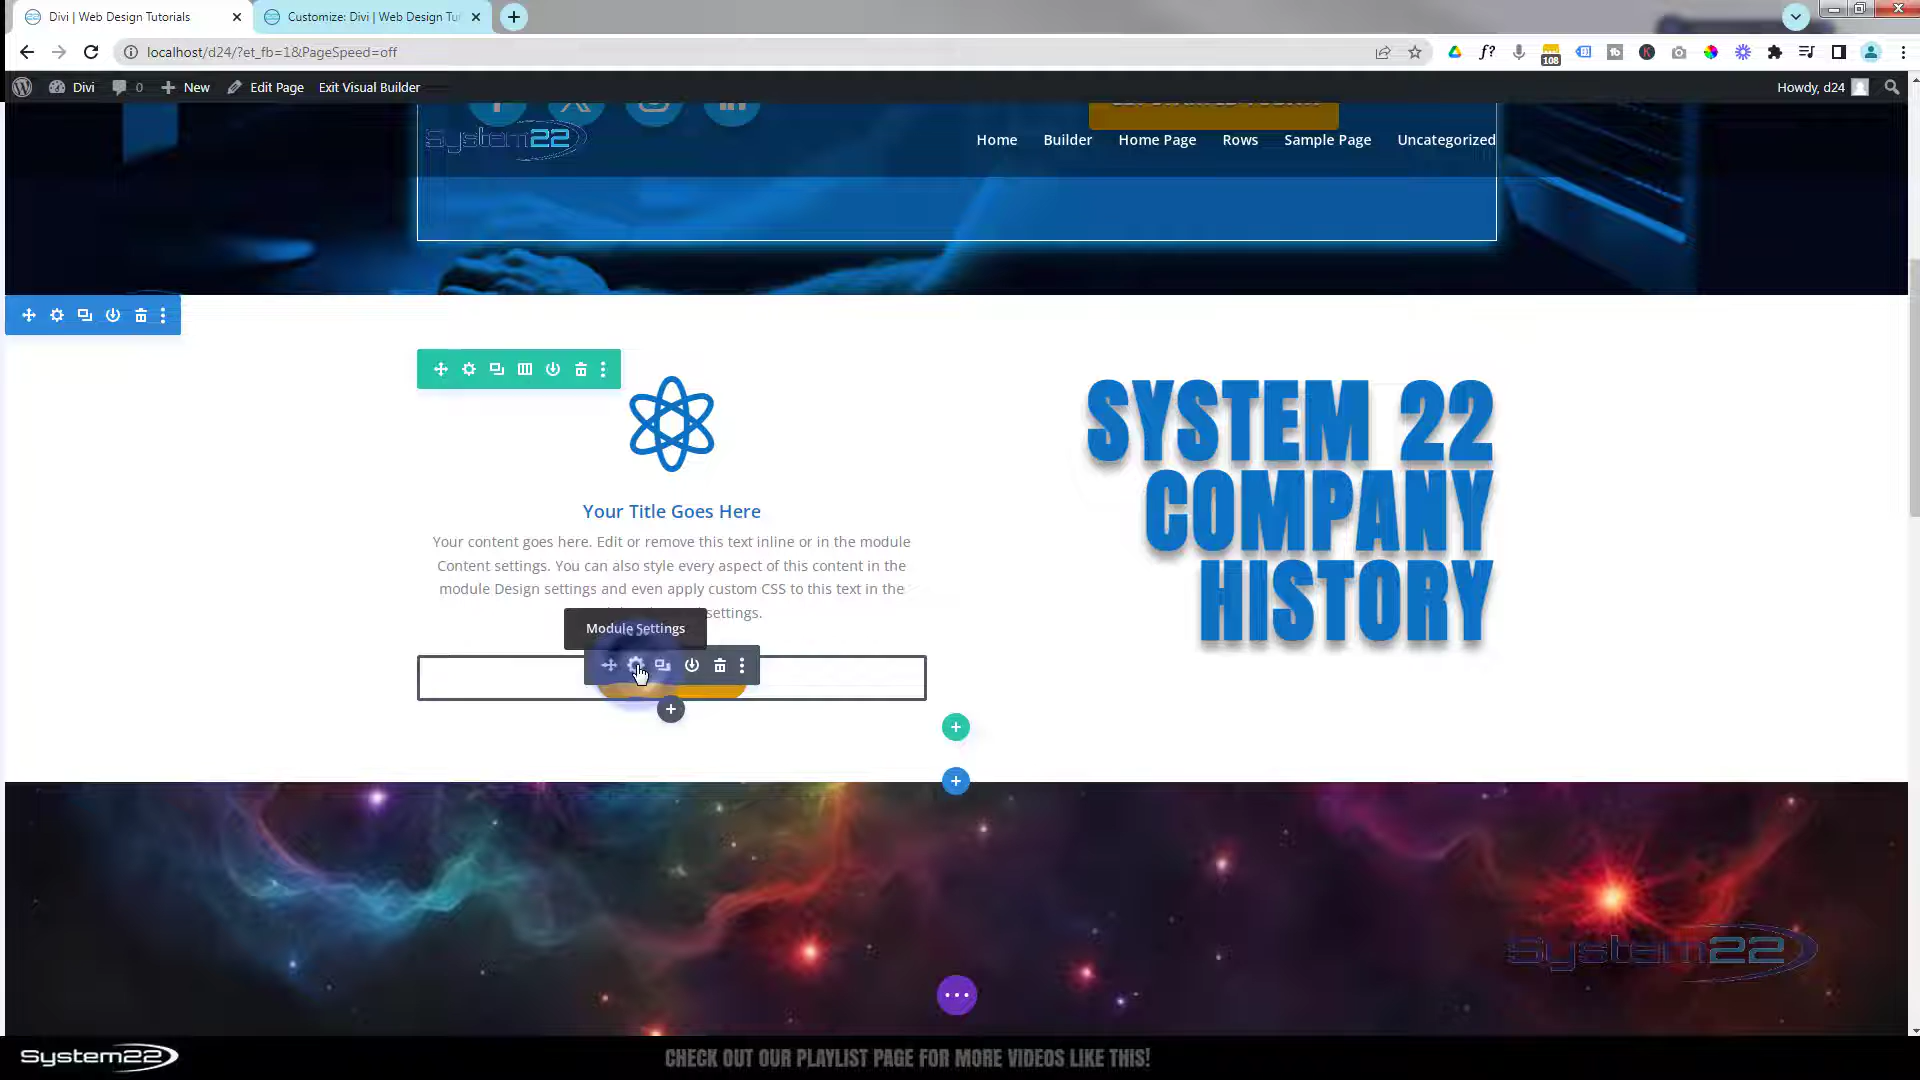 Divi | Web Design Tutorials
Customize: Divi | Web Design Tu
localhost/d24/?et_fb=1&PageSpeed=off
108
Divi 0 New Edit Page Exit Visual Builder Howdy, d24
System22
Home Builder Home Page Rows Sample Page Uncategorized
Your Title Goes Here
Your content goes here. Edit or remove this text inline or in the module
Content settings. You can also style every aspect of this content in the
module Design settings and even apply custom CSS to this text in the
settings.
Module Settings
SYSTEM 22
COMPANY
HISTORY
System22
System22
CHECK OUT OUR PLAYLIST PAGE FOR MORE VIDEOS LIKE THIS!